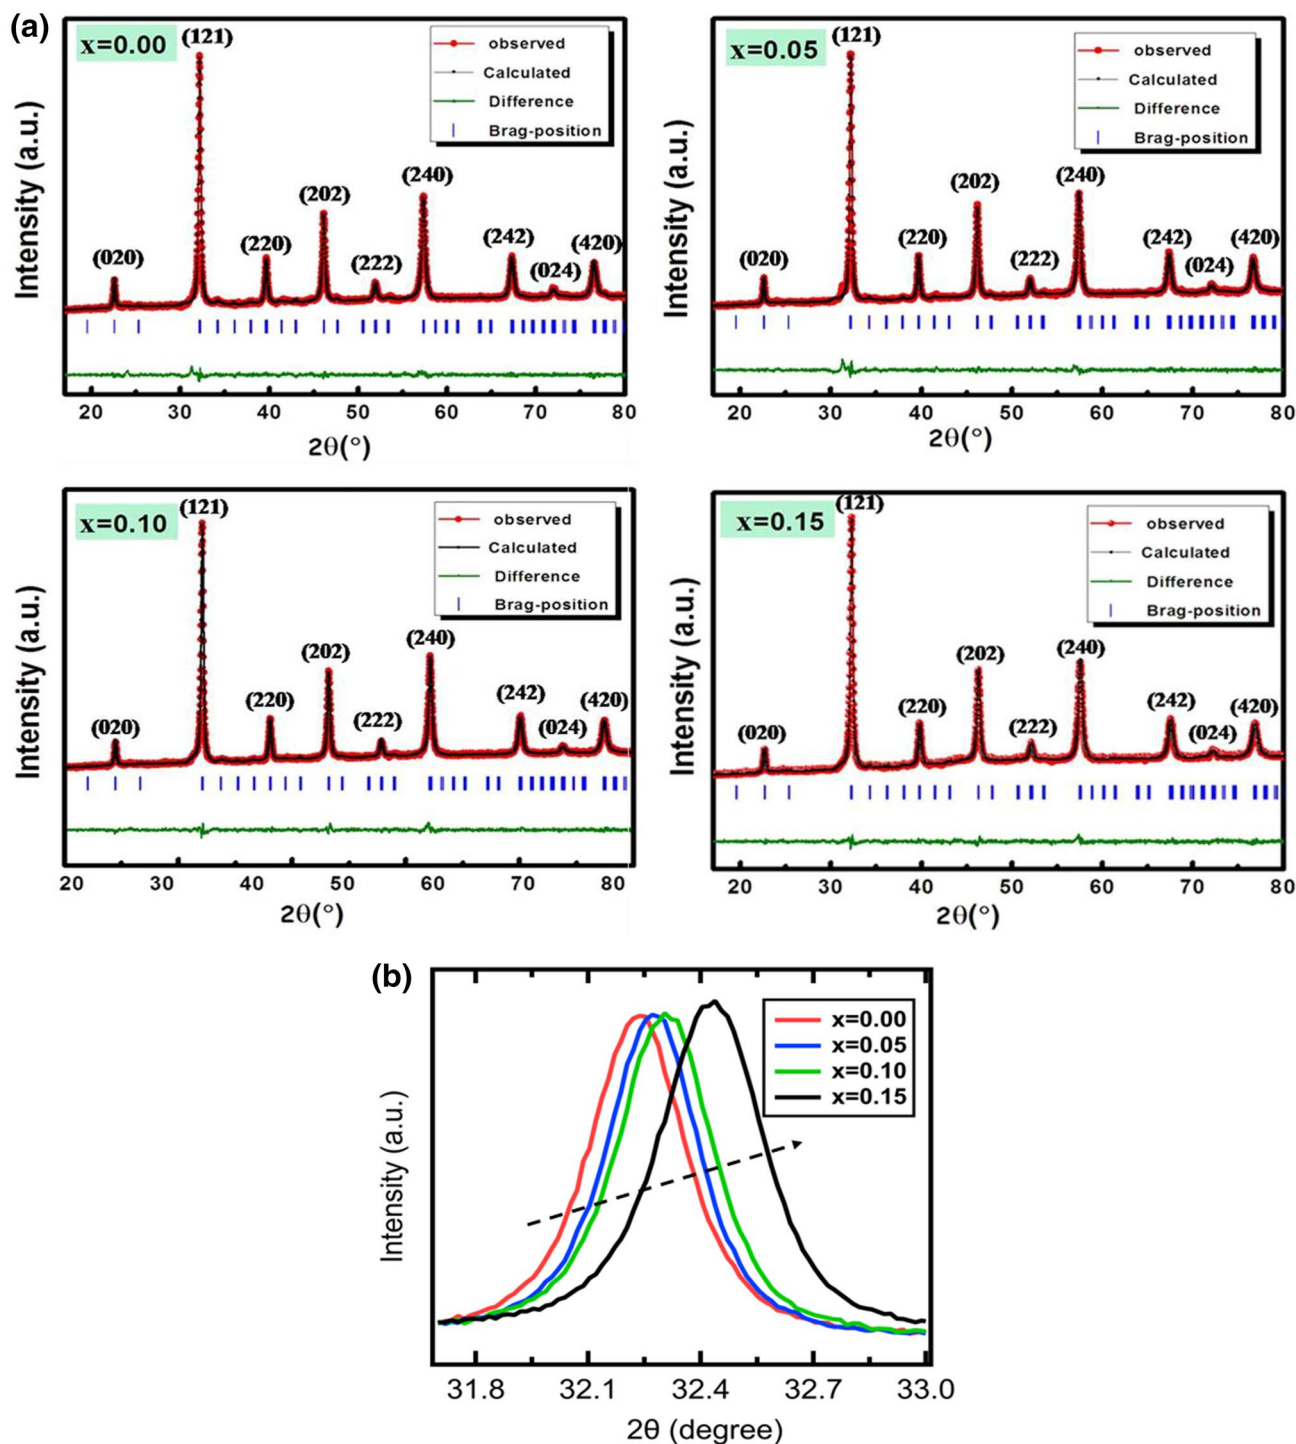 (a)
x=0.00
(121)
observed
Calculated
Difference
Brag-position
(020)
(220)
(202)
(222)
(240)
(242)
(024)
(420)
Intensity (a.u.)
20 30 40 50 60 70 80
2θ(°)
x=0.05
(121)
observed
Calculated
Difference
Brag-position
(020)
(220)
(202)
(222)
(240)
(242)
(024)
(420)
Intensity (a.u.)
20 30 40 50 60 70 80
2θ(°)
x=0.10
(121)
observed
Calculated
Difference
Brag-position
(020)
(220)
(202)
(222)
(240)
(242)
(024)
(420)
Intensity (a.u.)
20 30 40 50 60 70 80
2θ(°)
x=0.15
(121)
observed
Calculated
Difference
Brag-position
(020)
(220)
(202)
(222)
(240)
(242)
(024)
(420)
Intensity (a.u.)
20 30 40 50 60 70 80
2θ(°)
(b)
x=0.00
x=0.05
x=0.10
x=0.15
Intensity (a.u.)
31.8 32.1 32.4 32.7 33.0
2θ (degree)